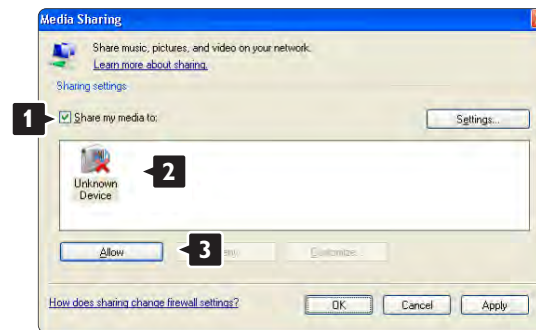 Media Sharing
Share music, pictures, and video on your network.
Learn more about sharing.
Sharing settings
1
Share my media to:
Settings...
2
Unknown
Device
Allow
3
Customize...
How does sharing change firewall settings?
OK
Cancel
Apply